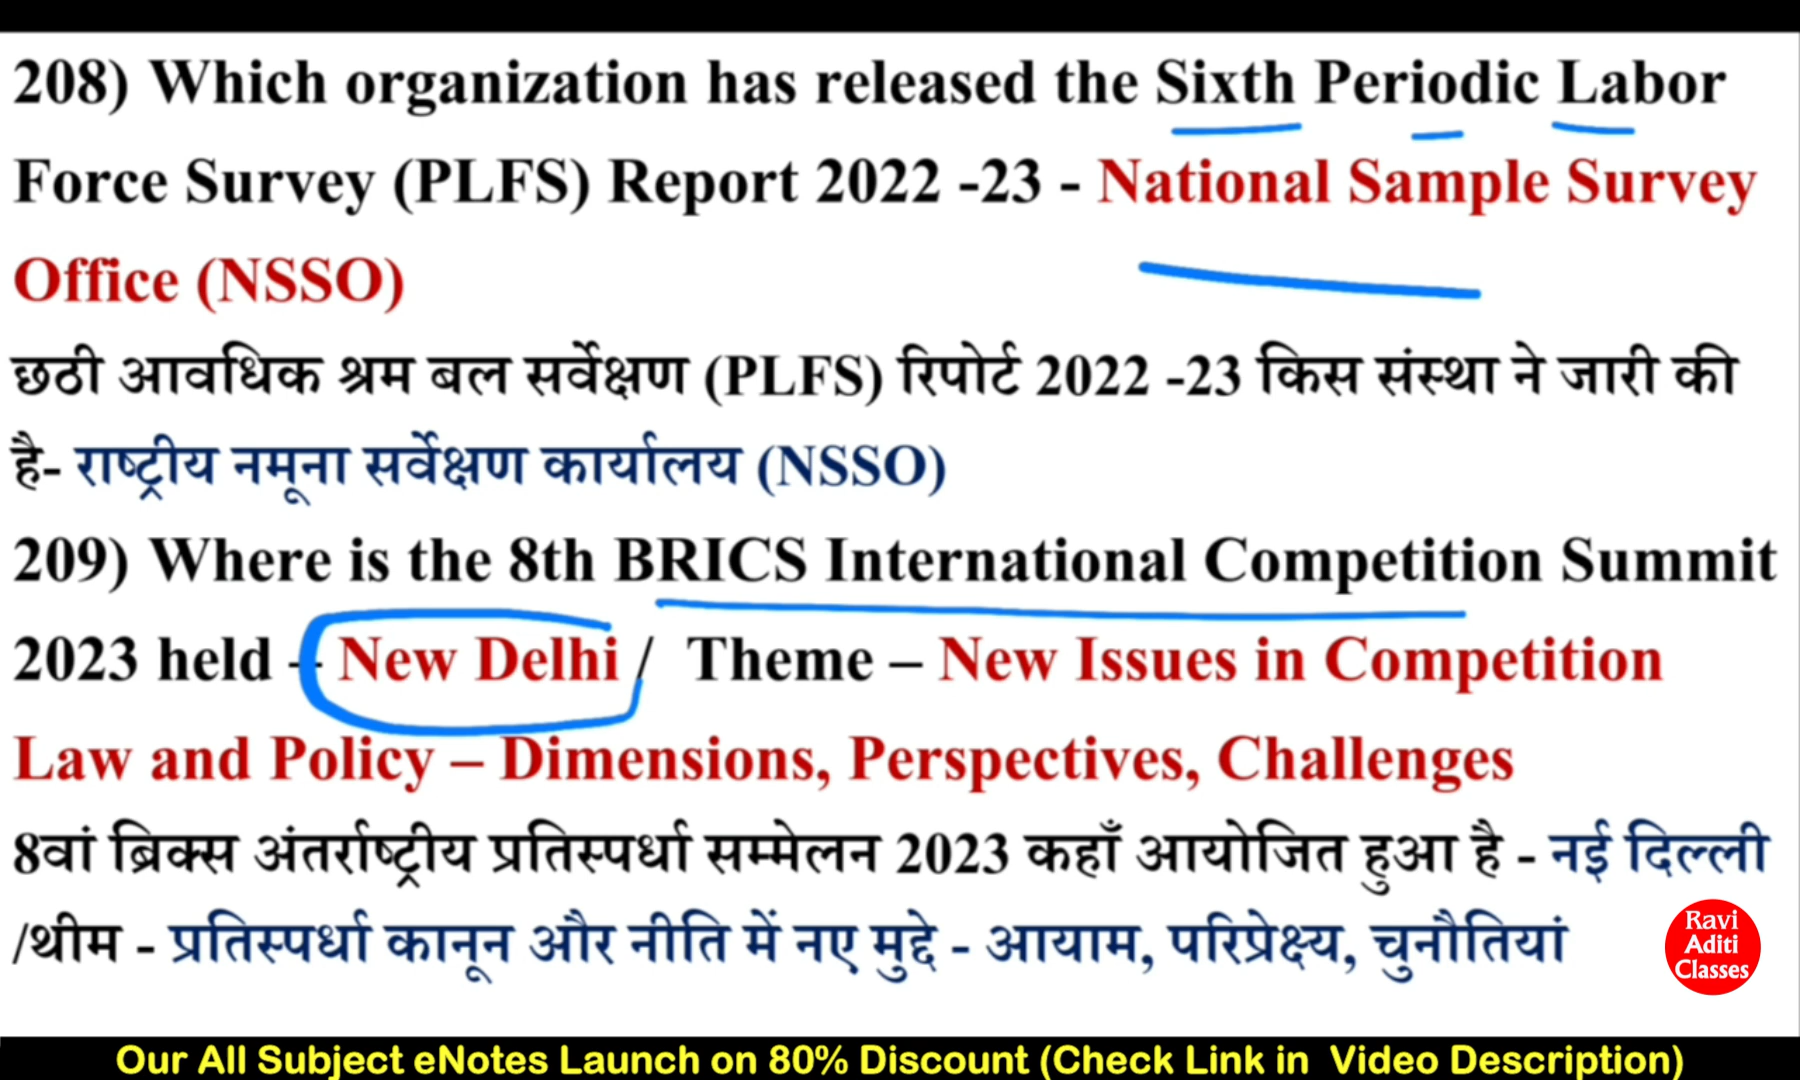 208) Which organization has released the Sixth Periodic Labor
Force Survey (PLFS) Report 2022 -23 - National Sample Survey
Office (NSSO)
छठी आवधिक श्रम बल सर्वेक्षण (PLFS) रिपोर्ट 2022 -23 किस संस्था ने जारी की
है- राष्ट्रीय नमूना सर्वेक्षण कार्यालय (NSSO)
209) Where is the 8th BRICS International Competition Summit
2023 held - New Delhi / Theme – New Issues in Competition
Law and Policy – Dimensions, Perspectives, Challenges
8वां ब्रिक्स अंतर्राष्ट्रीय प्रतिस्पर्धा सम्मेलन 2023 कहाँ आयोजित हुआ है - नई दिल्ली
/थीम - प्रतिस्पर्धा कानून और नीति में नए मुद्दे - आयाम, परिप्रेक्ष्य, चुनौतियां
Ravi
Aditi
Classes
Our All Subject eNotes Launch on 80% Discount (Check Link in Video Description)